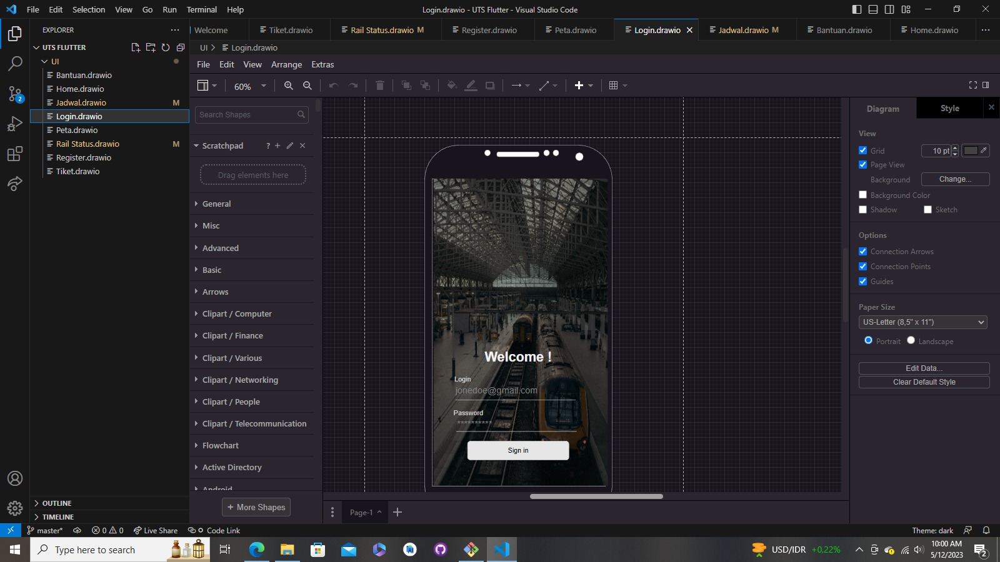 File Edit Selection View Go Run Terminal Help
Login.drawio - UTS Flutter - Visual Studio Code
EXPLORER
Welcome
Tiket.drawio
Rail Status.drawio M
Register.drawio
Peta.drawio
Login.drawio
Jadwal.drawio M
Bantuan.drawio
Home.drawio
UTS FLUTTER
UI
Bantuan.drawio
Home.drawio
Jadwal.drawio M
Login.drawio
Peta.drawio
Rail Status.drawio M
Register.drawio
Tiket.drawio
OUTLINE
TIMELINE
2
UI > Login.drawio
File Edit View Arrange Extras
60%
Search Shapes
Scratchpad ?
Drag elements here
General
Misc
Advanced
Basic
Arrows
Clipart / Computer
Clipart / Finance
Clipart / Various
Clipart / Networking
Clipart / People
Clipart / Telecommunication
Flowchart
Active Directory
Android
+ More Shapes
Welcome !
Login
jonedoe@gmail.com
Password
**********
Sign in
Page-1
Diagram Style
View
Grid 10 pt
Page View
Background Change...
Background Color
Shadow Sketch
Options
Connection Arrows
Connection Points
Guides
Paper Size
US-Letter (8,5" x 11")
Portrait Landscape
Edit Data...
Clear Default Style
master* 0 0 Live Share Code Link
Theme: dark
Type here to search
USD/IDR +0,22%
10:00 AM
5/12/2023
2